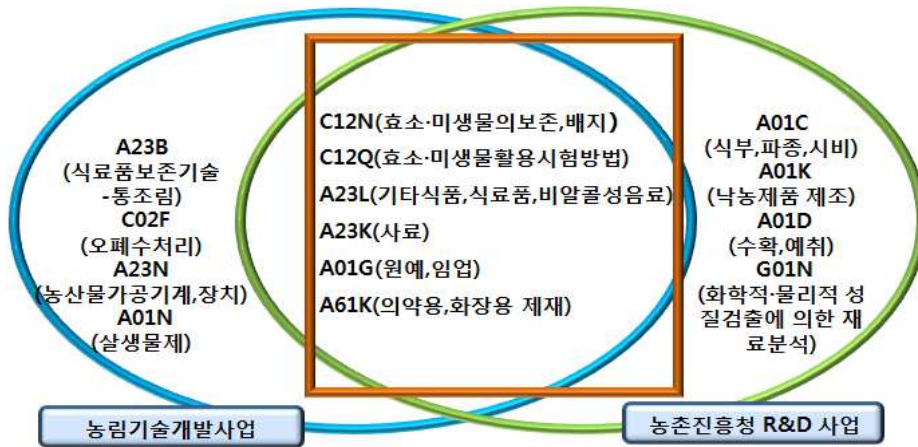 A23B
(식료품보존기술
-통조림)
C02F
(오폐수처리)
A23N
(농산물가공기계,장치)
A01N
(살생물제)
C12N(효소·미생물의보존,배지)
C12Q(효소·미생물활용시험방법)
A23L(기타식품,식료품,비알콜성음료)
A23K(사료)
A01G(원예,임업)
A61K(의약용,화장용 제재)
A01C
(식부,파종,시비)
A01K
(낙농제품 제조)
A01D
(수확,예취)
G01N
(화학적·물리적 성
질검출에 의한 재
료분석)
농림기술개발사업
농촌진흥청 R&D 사업